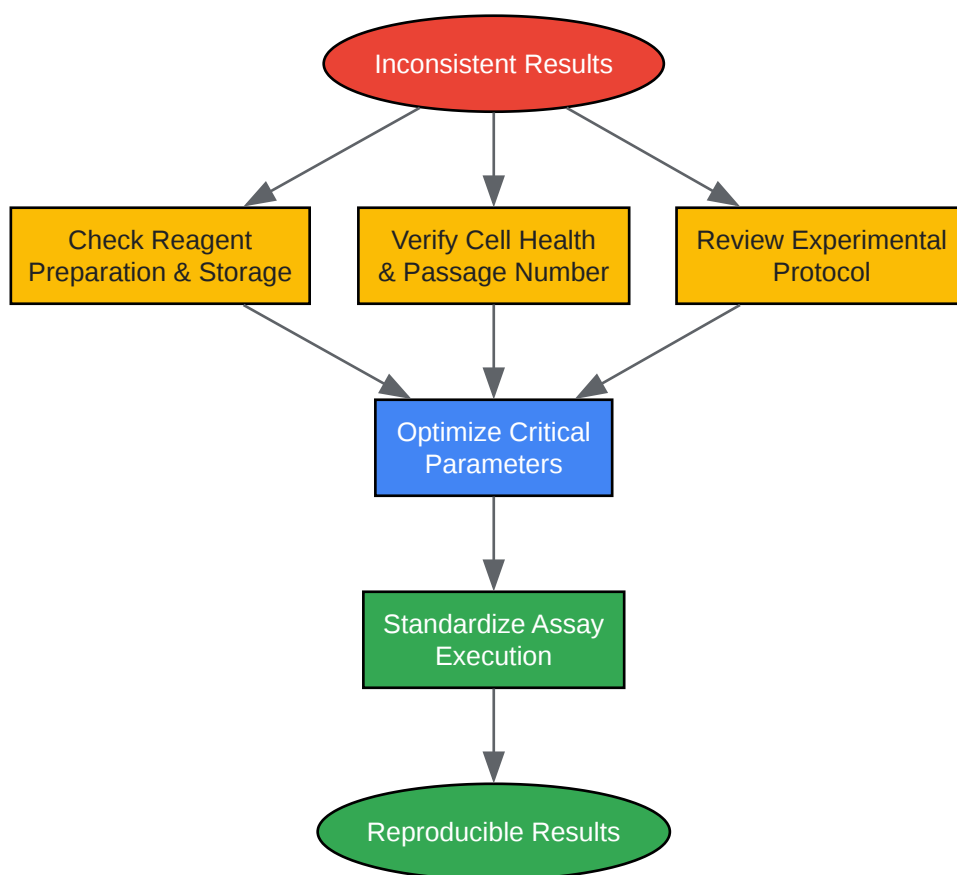 Inconsistent Results
Check Reagent
Preparation & Storage
Verify Cell Health
& Passage Number
Review Experimental
Protocol
Optimize Critical
Parameters
Standardize Assay
Execution
Reproducible Results